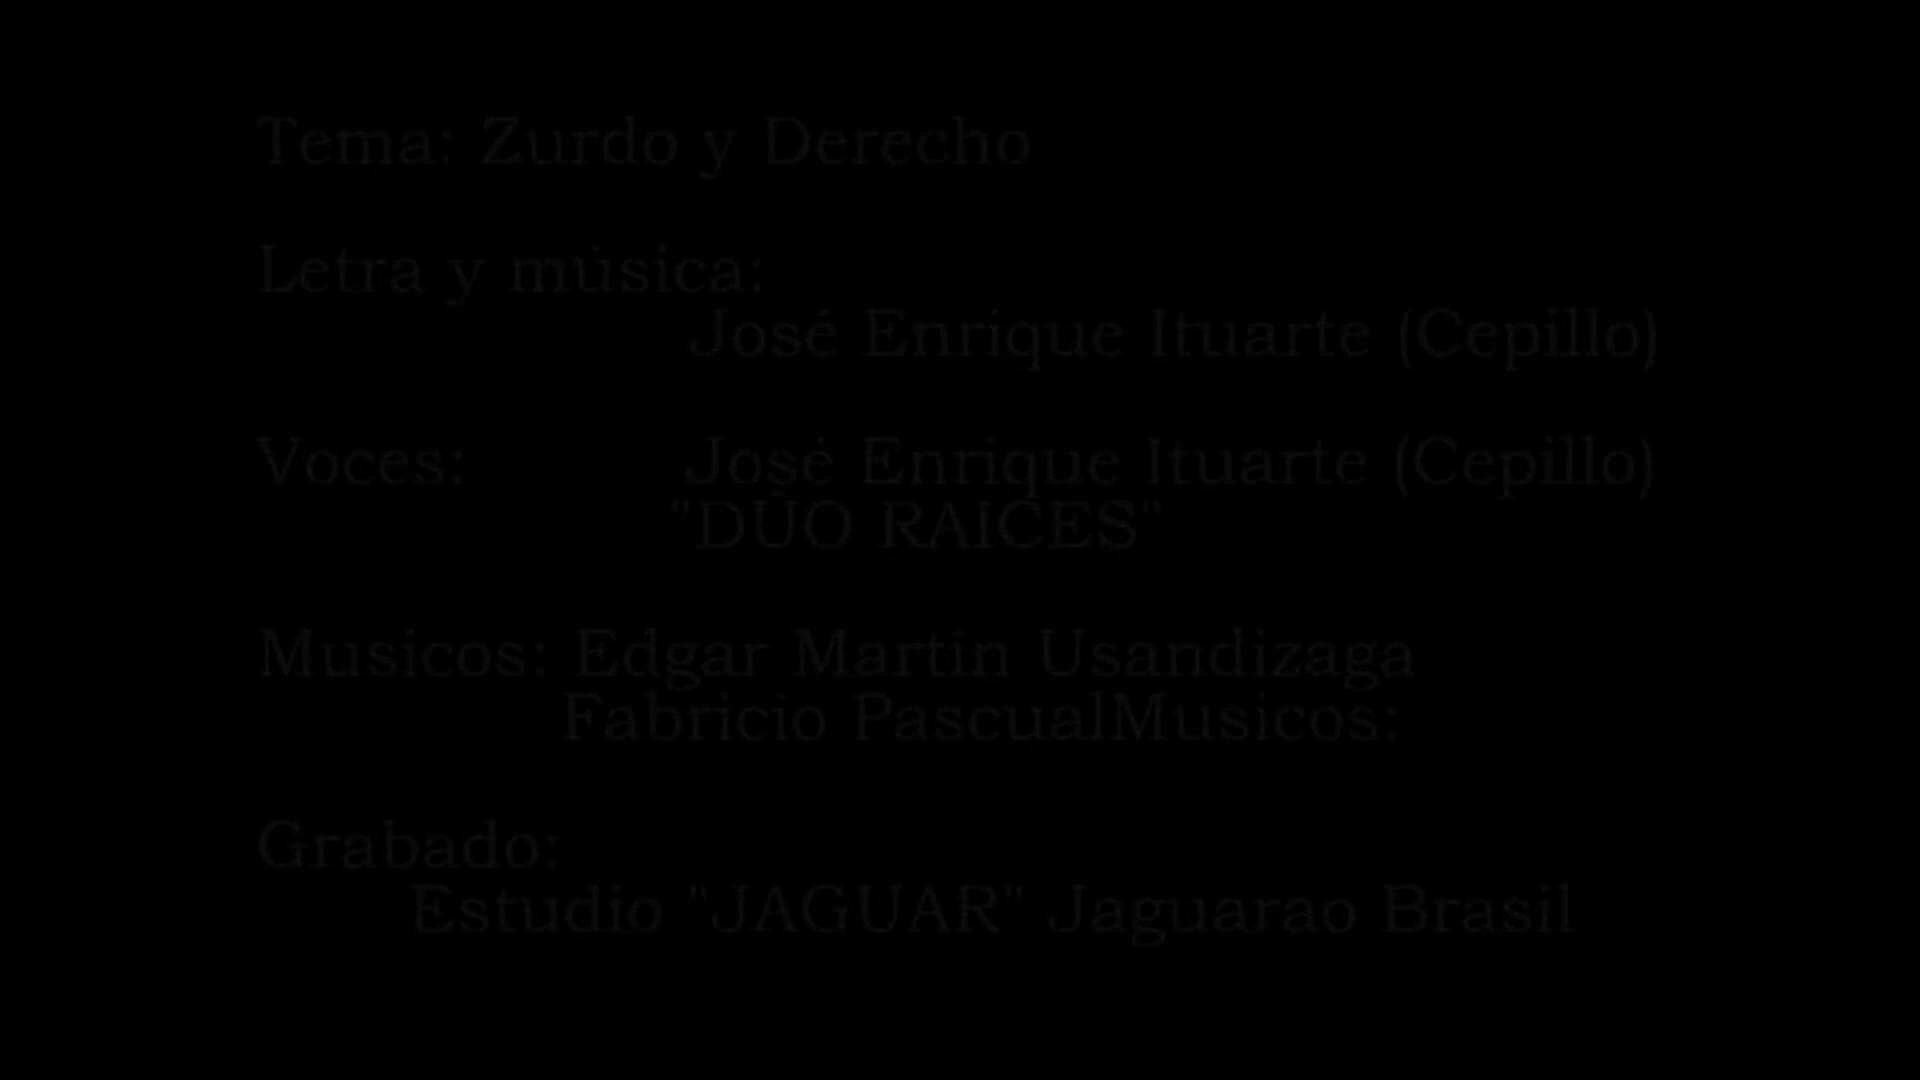 Tema: Zurdo y Derecho
Letra y música:
José Enrique Ituarte (Cepillo)
Voces: José Enrique Ituarte (Cepillo)
"DÚO RAICES"
Musicos: Edgar Martín Usandizaga
Fabricio PascualMusicos:
Grabado:
Estudio "JAGUAR" Jaguarao Brasil